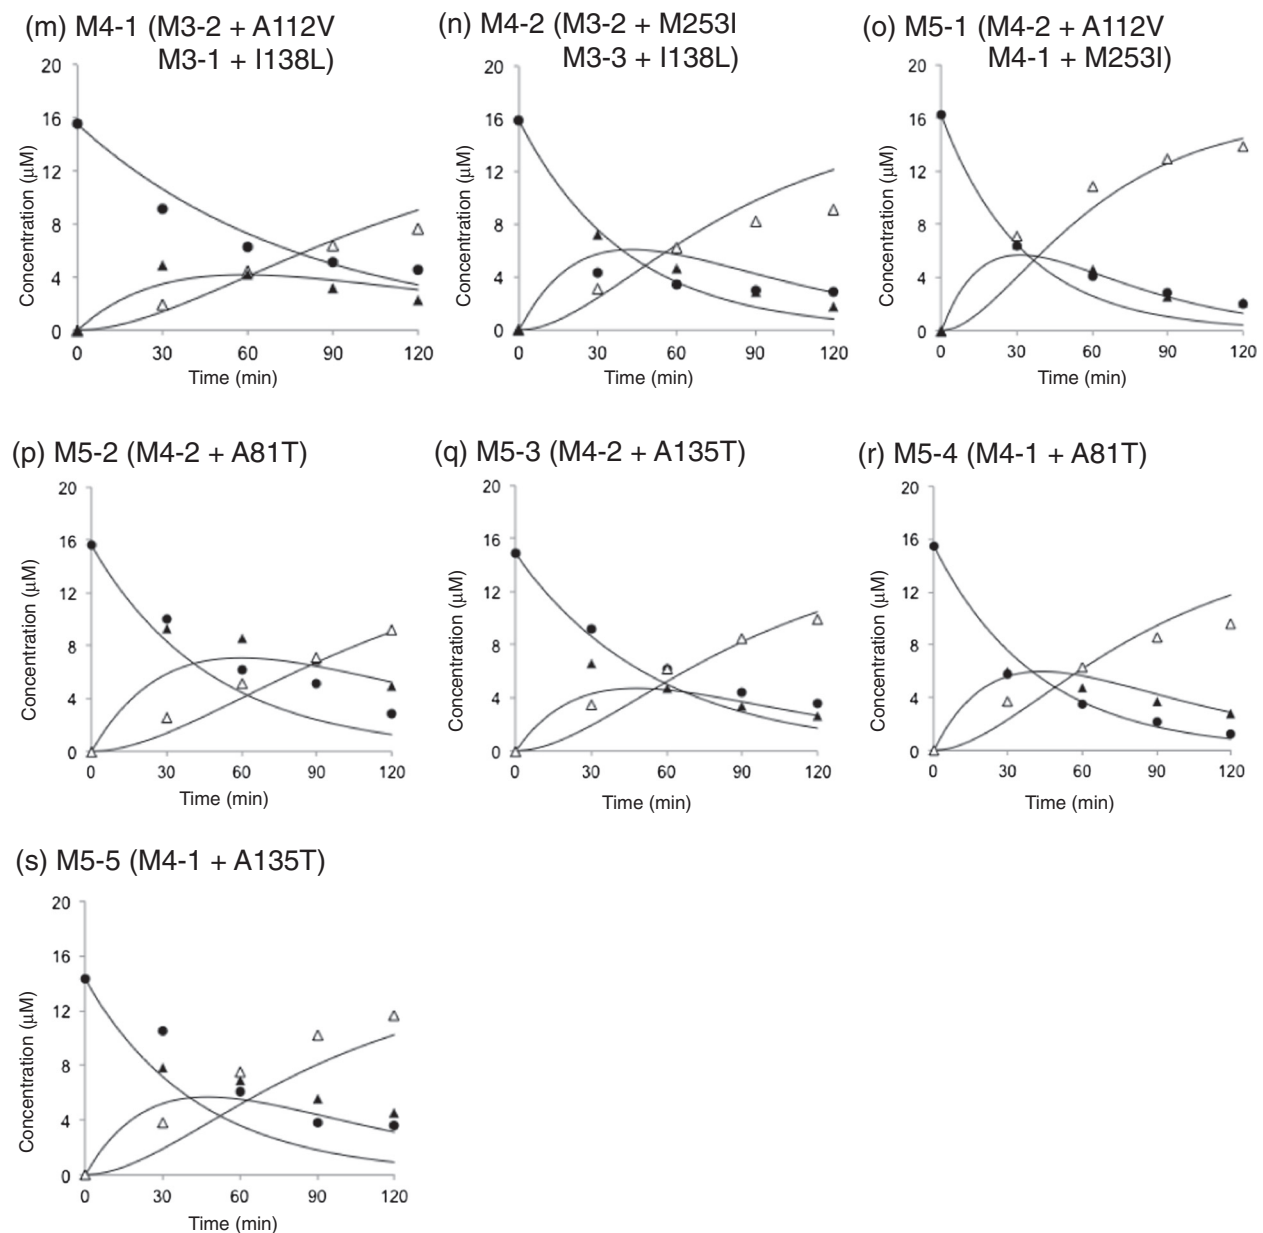 (m) M4-1 (M3-2 + A112V
M3-1 + I138L)
20
16
12
8
4
0
Concentration (μM)
0 30 60 90 120
Time (min)
(n) M4-2 (M3-2 + M253I
M3-3 + I138L)
20
16
12
8
4
0
Concentration (μM)
0 30 60 90 120
Time (min)
(o) M5-1 (M4-2 + A112V
M4-1 + M253I)
20
16
12
8
4
0
Concentration (μM)
0 30 60 90 120
Time (min)
(p) M5-2 (M4-2 + A81T)
20
16
12
8
4
0
Concentration (μM)
0 30 60 90 120
Time (min)
(q) M5-3 (M4-2 + A135T)
20
16
12
8
4
0
Concentration (μM)
0 30 60 90 120
Time (min)
(r) M5-4 (M4-1 + A81T)
20
16
12
8
4
0
Concentration (μM)
0 30 60 90 120
Time (min)
(s) M5-5 (M4-1 + A135T)
20
16
12
8
4
0
Concentration (μM)
0 30 60 90 120
Time (min)